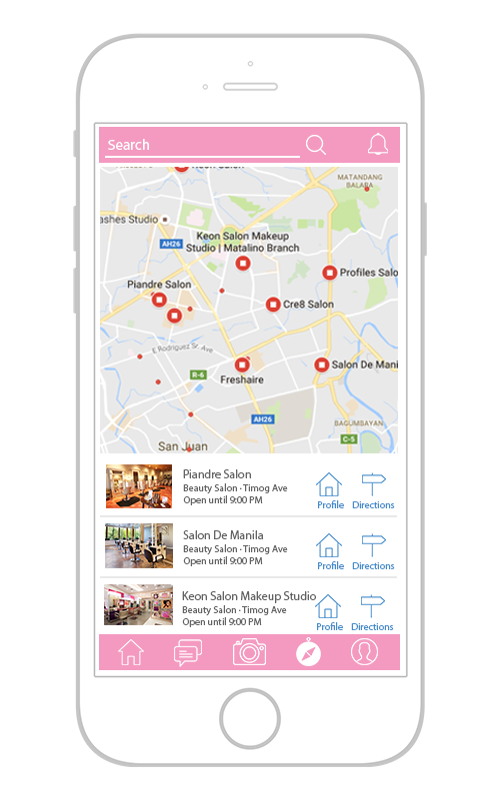 Search
Keon Salon
MATANDANG
BALARA
ashes Studio
AH26
Keon Salon Makeup
Studio | Matalino Branch
Profiles Salo
Piandre Salon
Cre8 Salon
E Rodriguez Sr. Ave
R-6
Freshaire
Salon De Mani
AH26
BAGUMBAYAN
C-5
San Juan
Piandre Salon
Beauty Salon · Timog Ave
Open until 9:00 PM
Profile
Directions
Salon De Manila
Beauty Salon · Timog Ave
Open until 9:00 PM
Profile
Directions
Keon Salon Makeup Studio
Beauty Salon · Timog Ave
Open until 9:00 PM
Profile
Directions